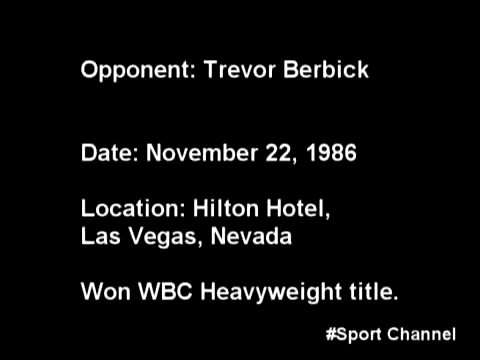 Opponent: Trevor Berbick
Date: November 22, 1986
Location: Hilton Hotel,
Las Vegas, Nevada
Won WBC Heavyweight title.
#Sport Channel